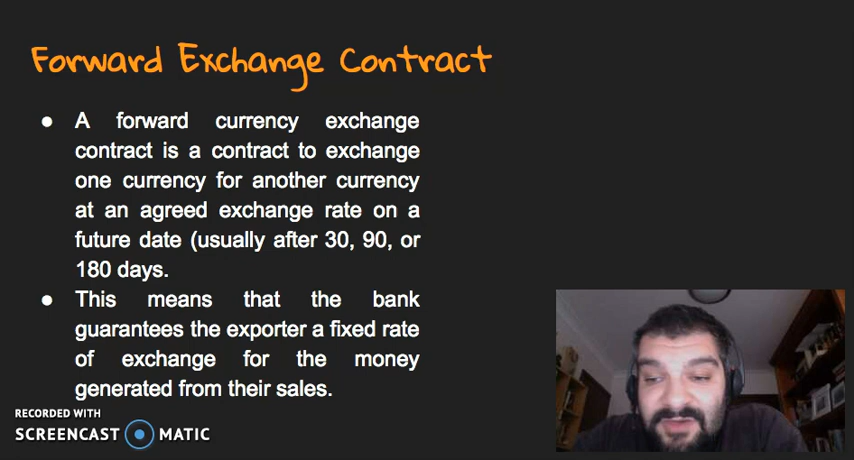 Forward Exchange Contract
● A forward currency exchange
contract is a contract to exchange
one currency for another currency
at an agreed exchange rate on a
future date (usually after 30, 90, or
180 days.
● This means that the bank
guarantees the exporter a fixed rate
of exchange for the money
generated from their sales.
RECORDED WITH
SCREENCAST MATIC